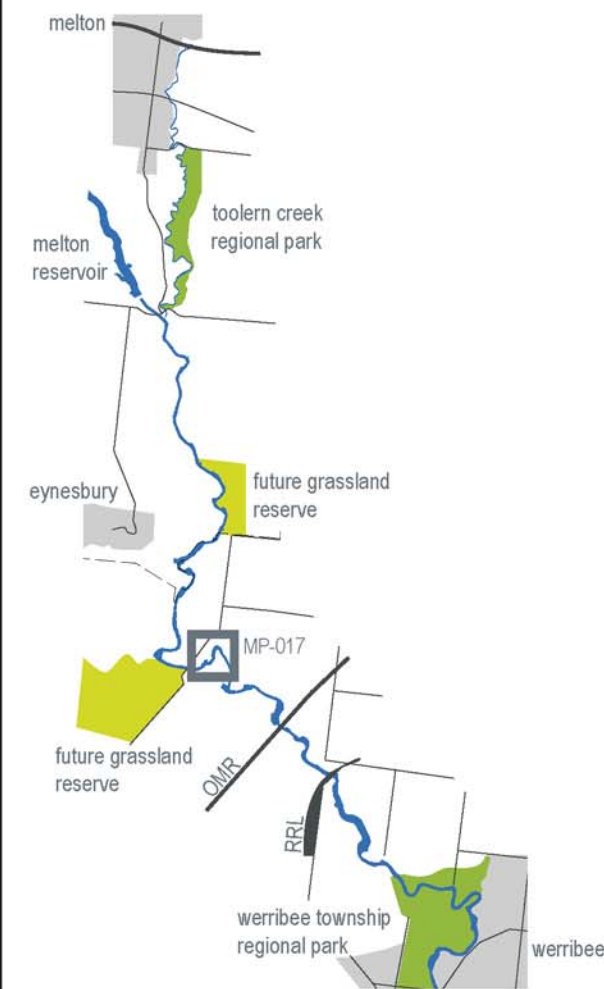 melton
toolern creek
regional park
melton
reservoir
eynesbury
future grassland
reserve
MP-017
future grassland
reserve
OMR
RRL
werribee township
regional park
werribee